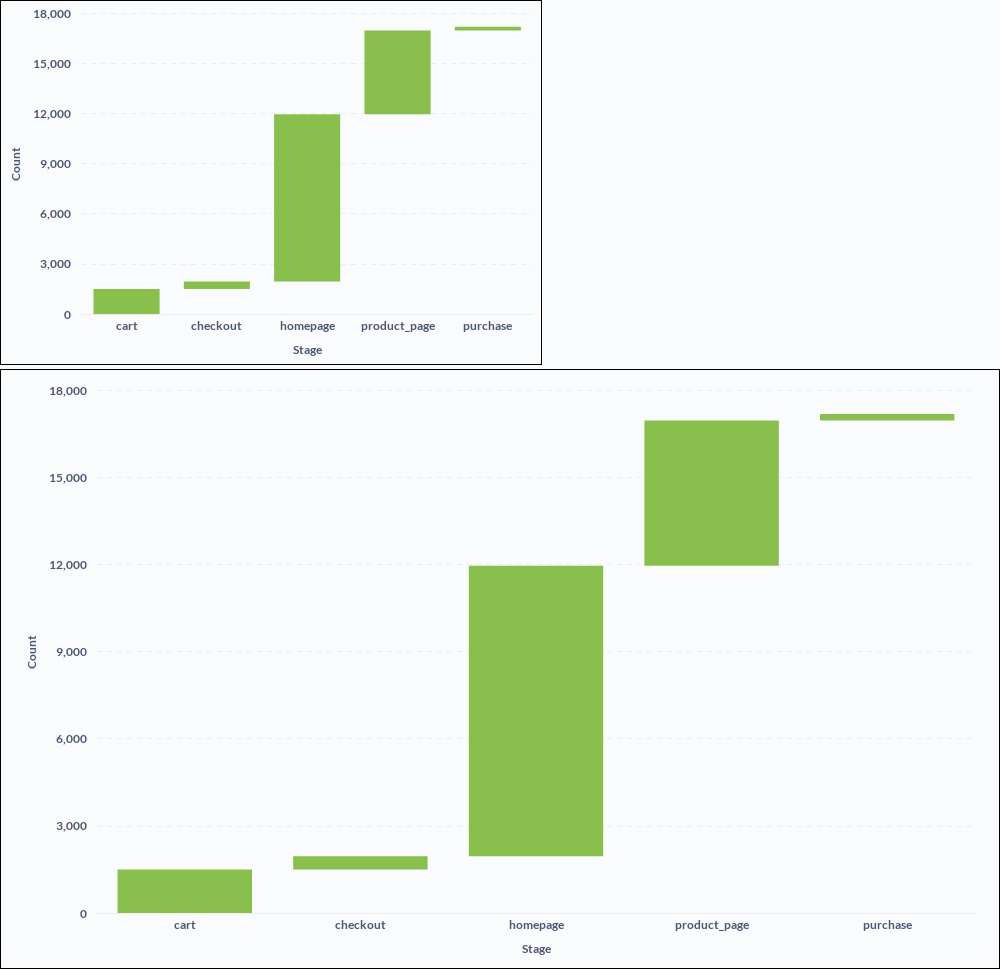 18,000
15,000
12,000
9,000
6,000
3,000
0
Count
cart checkout homepage product_page purchase
Stage
18,000
15,000
12,000
9,000
6,000
3,000
0
Count
cart checkout homepage product_page purchase
Stage